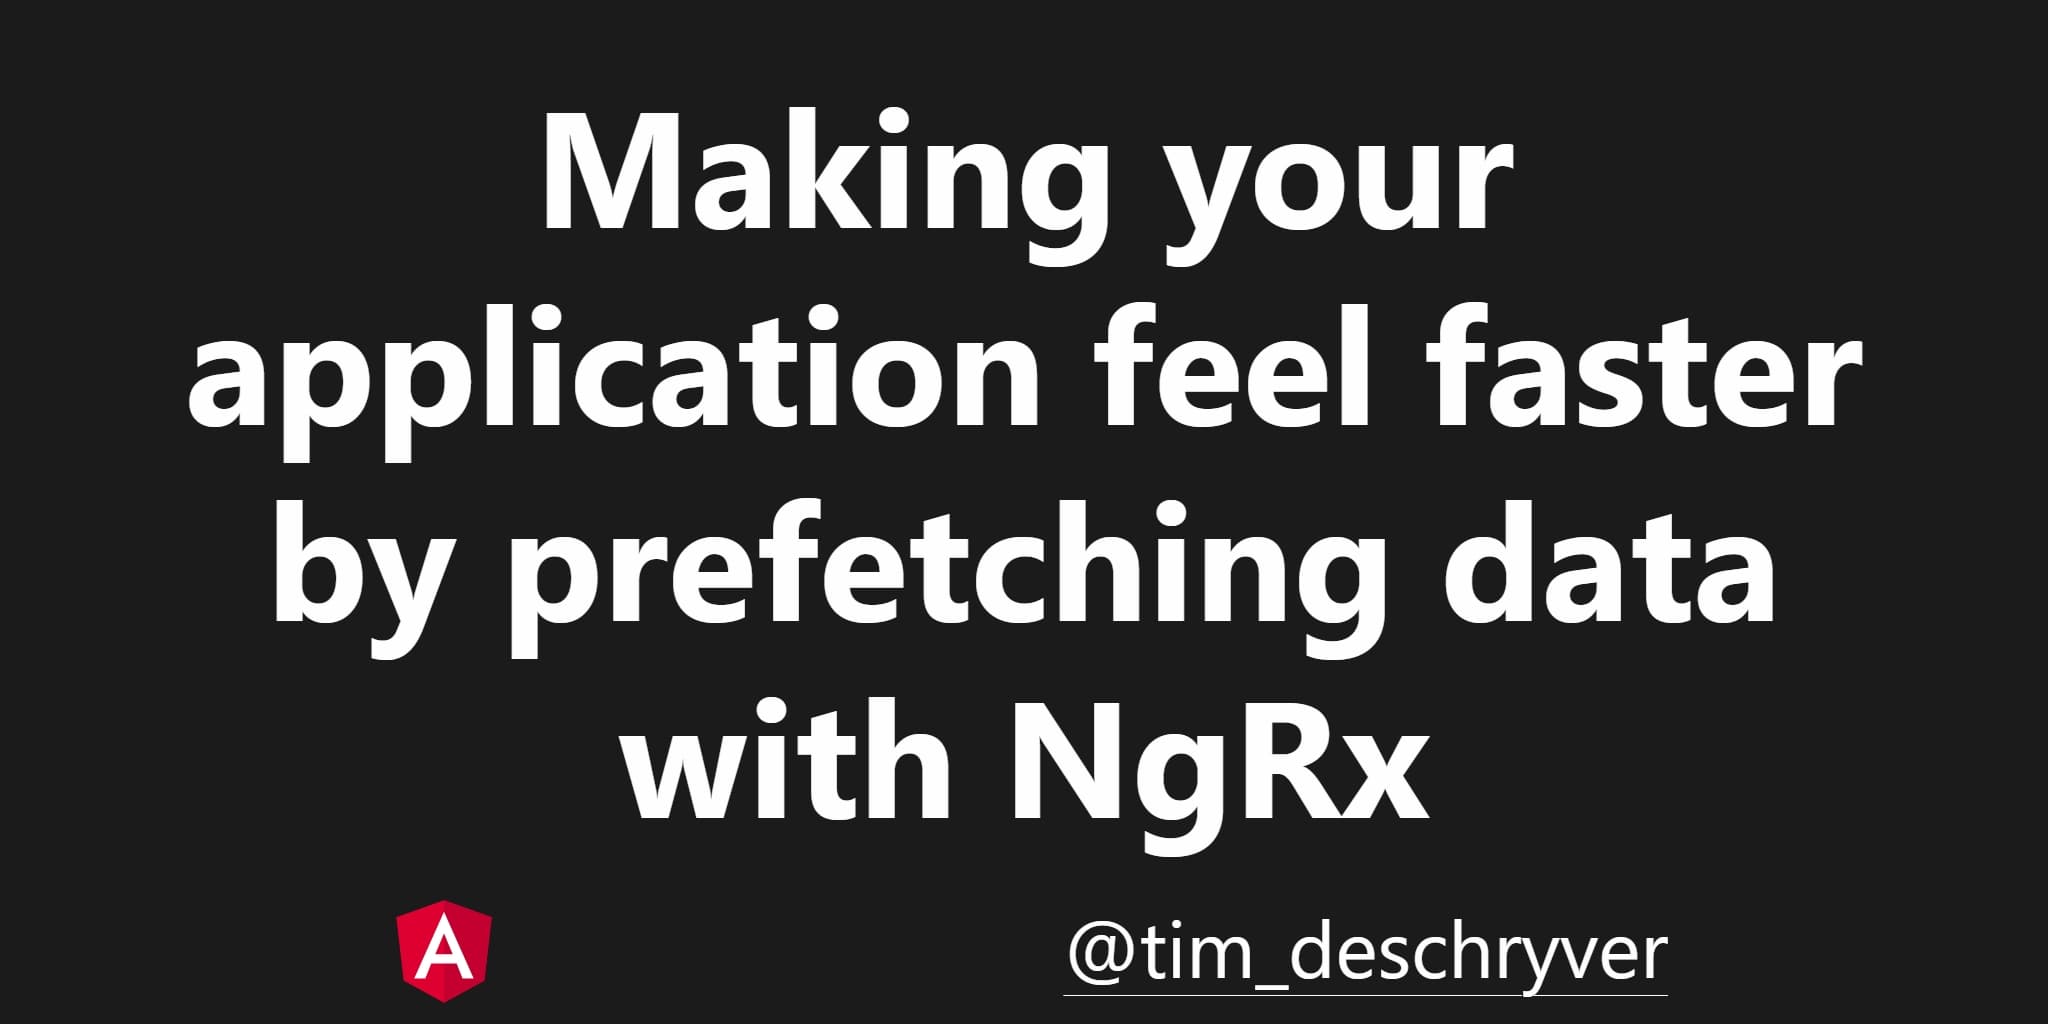 Making your
application feel faster
by prefetching data
with NgRx
A
@tim_deschryver